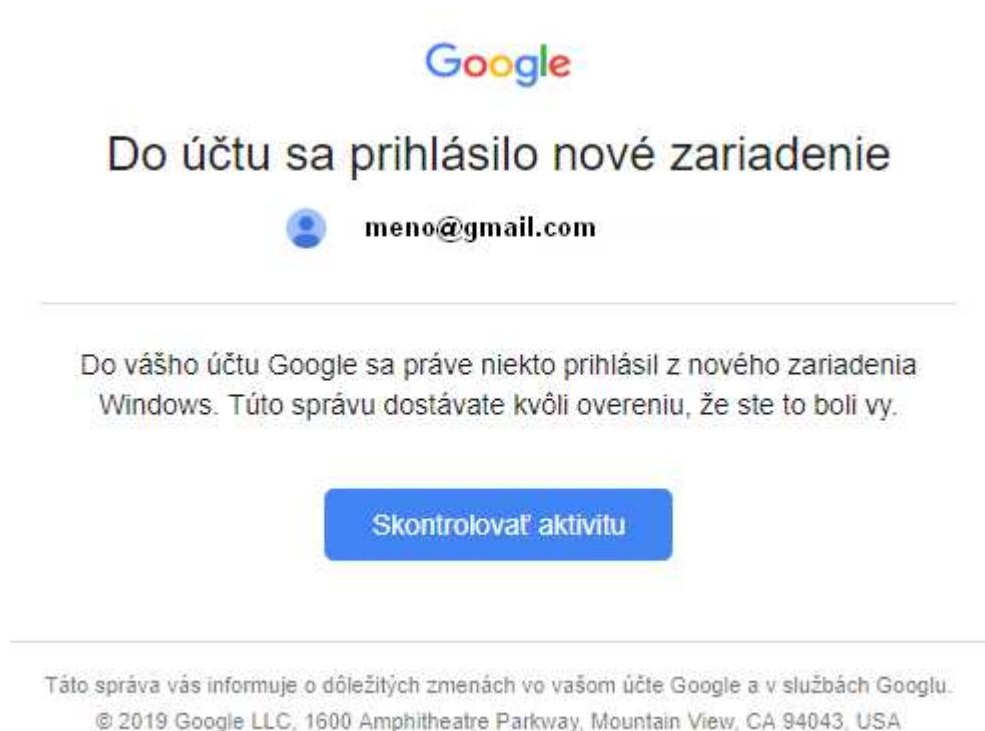 Google
Do účtu sa prihlásilo nové zariadenie
meno@gmail.com
Do vášho účtu Google sa práve niekto prihlásil z nového zariadenia
Windows. Túto správu dostávate kvôli overeniu, že ste to boli vy.
Skontrolovať aktivitu
Táto správa vás informuje o dôležitých zmenách vo vašom účte Google a v službách Googlu.
© 2019 Google LLC, 1600 Amphitheatre Parkway, Mountain View, CA 94043, USA